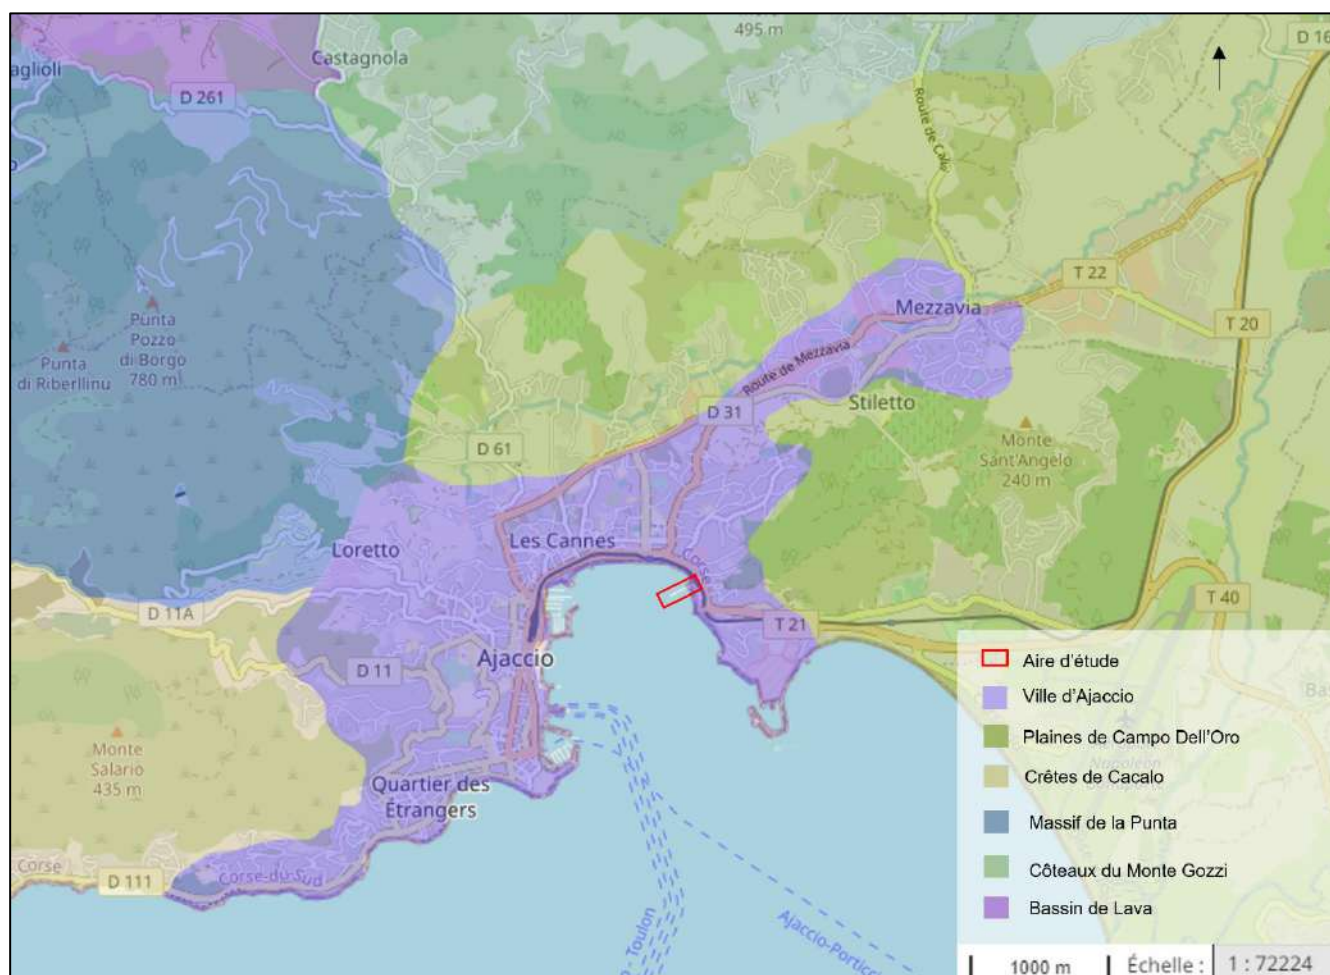 495 m
D 16
Castagnola
aglioli
D 261
Route de Calvi
T 22
Mezzavia
T 20
Punta
Pozzo
di Borgo
780 m
Punta
di Riberllinu
Route de Mezzavia
Stiletto
D 31
Monte
Sant'Angelo
240 m
D 61
Les Cannes
Loretto
Corse
D 11A
T 40
T 21
Ajaccio
D 11
Monte
Salario
435 m
Quartier des
Étrangers
Corse
D 111
Corse-du-Sud
- Toulon
Ajaccio-Porticc
Aire d'étude
Ville d'Ajaccio
Plaines de Campo Dell'Oro
Crêtes de Cacalo
Massif de la Punta
Côteaux du Monte Gozzi
Bassin de Lava
1000 m
Échelle :
1 : 72224